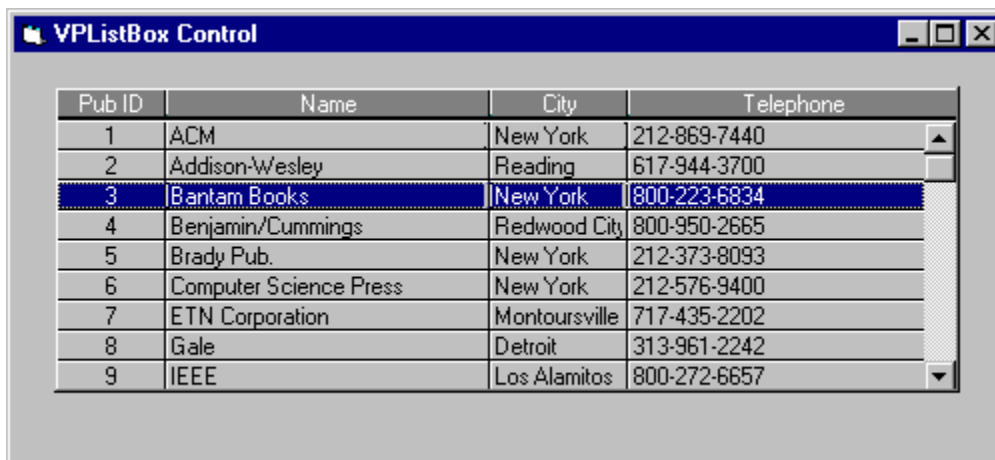 VPListBox Control
Pub ID Name City Telephone
1 ACM New York 212-869-7440
2 Addison-Wesley Reading 617-944-3700
3 Bantam Books New York 800-223-6834
4 Benjamin/Cummings Redwood City 800-950-2665
5 Brady Pub. New York 212-373-8093
6 Computer Science Press New York 212-576-9400
7 ETN Corporation Montoursville 717-435-2202
8 Gale Detroit 313-961-2242
9 IEEE Los Alamitos 800-272-6657